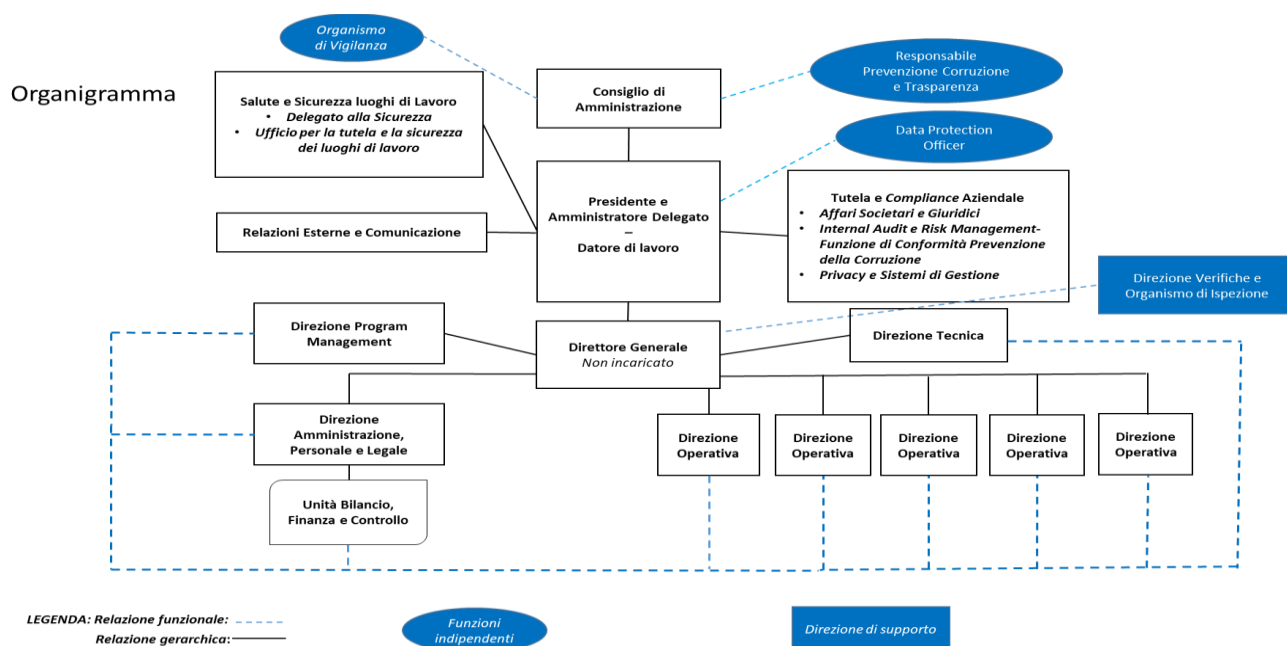 Organigramma
Organismo
di Vigilanza
Responsabile
Prevenzione Corruzione
e Trasparenza
Salute e Sicurezza luoghi di Lavoro
• Delegato alla Sicurezza
• Ufficio per la tutela e la sicurezza
dei luoghi di lavoro
Consiglio di
Amministrazione
Data Protection
Officer
Presidente e
Amministratore Delegato
–
Datore di lavoro
Tutela e Compliance Aziendale
• Affari Societari e Giuridici
• Internal Audit e Risk Management-
Funzione di Conformità Prevenzione
della Corruzione
• Privacy e Sistemi di Gestione
Relazioni Esterne e Comunicazione
Direzione Verifiche e
Organismo di Ispezione
Direzione Program
Management
Direttore Generale
Non incaricato
Direzione Tecnica
Direzione
Amministrazione,
Personale e Legale
Direzione
Operativa
Direzione
Operativa
Direzione
Operativa
Direzione
Operativa
Direzione
Operativa
Unità Bilancio,
Finanza e Controllo
LEGENDA: Relazione funzionale:
Relazione gerarchica:
Funzioni
indipendenti
Direzione di supporto